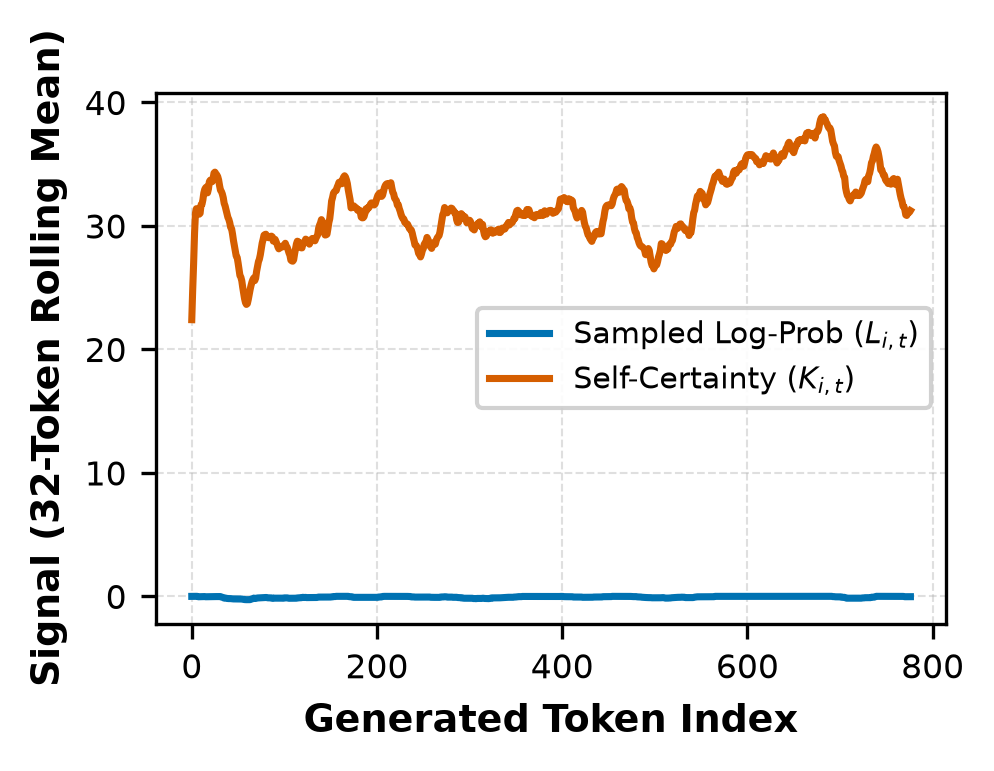 Signal (32-Token Rolling Mean)
40
30
20
10
0
Sampled Log-Prob (L_{i,t})
Self-Certainty (K_{i,t})
0 200 400 600 800
Generated Token Index